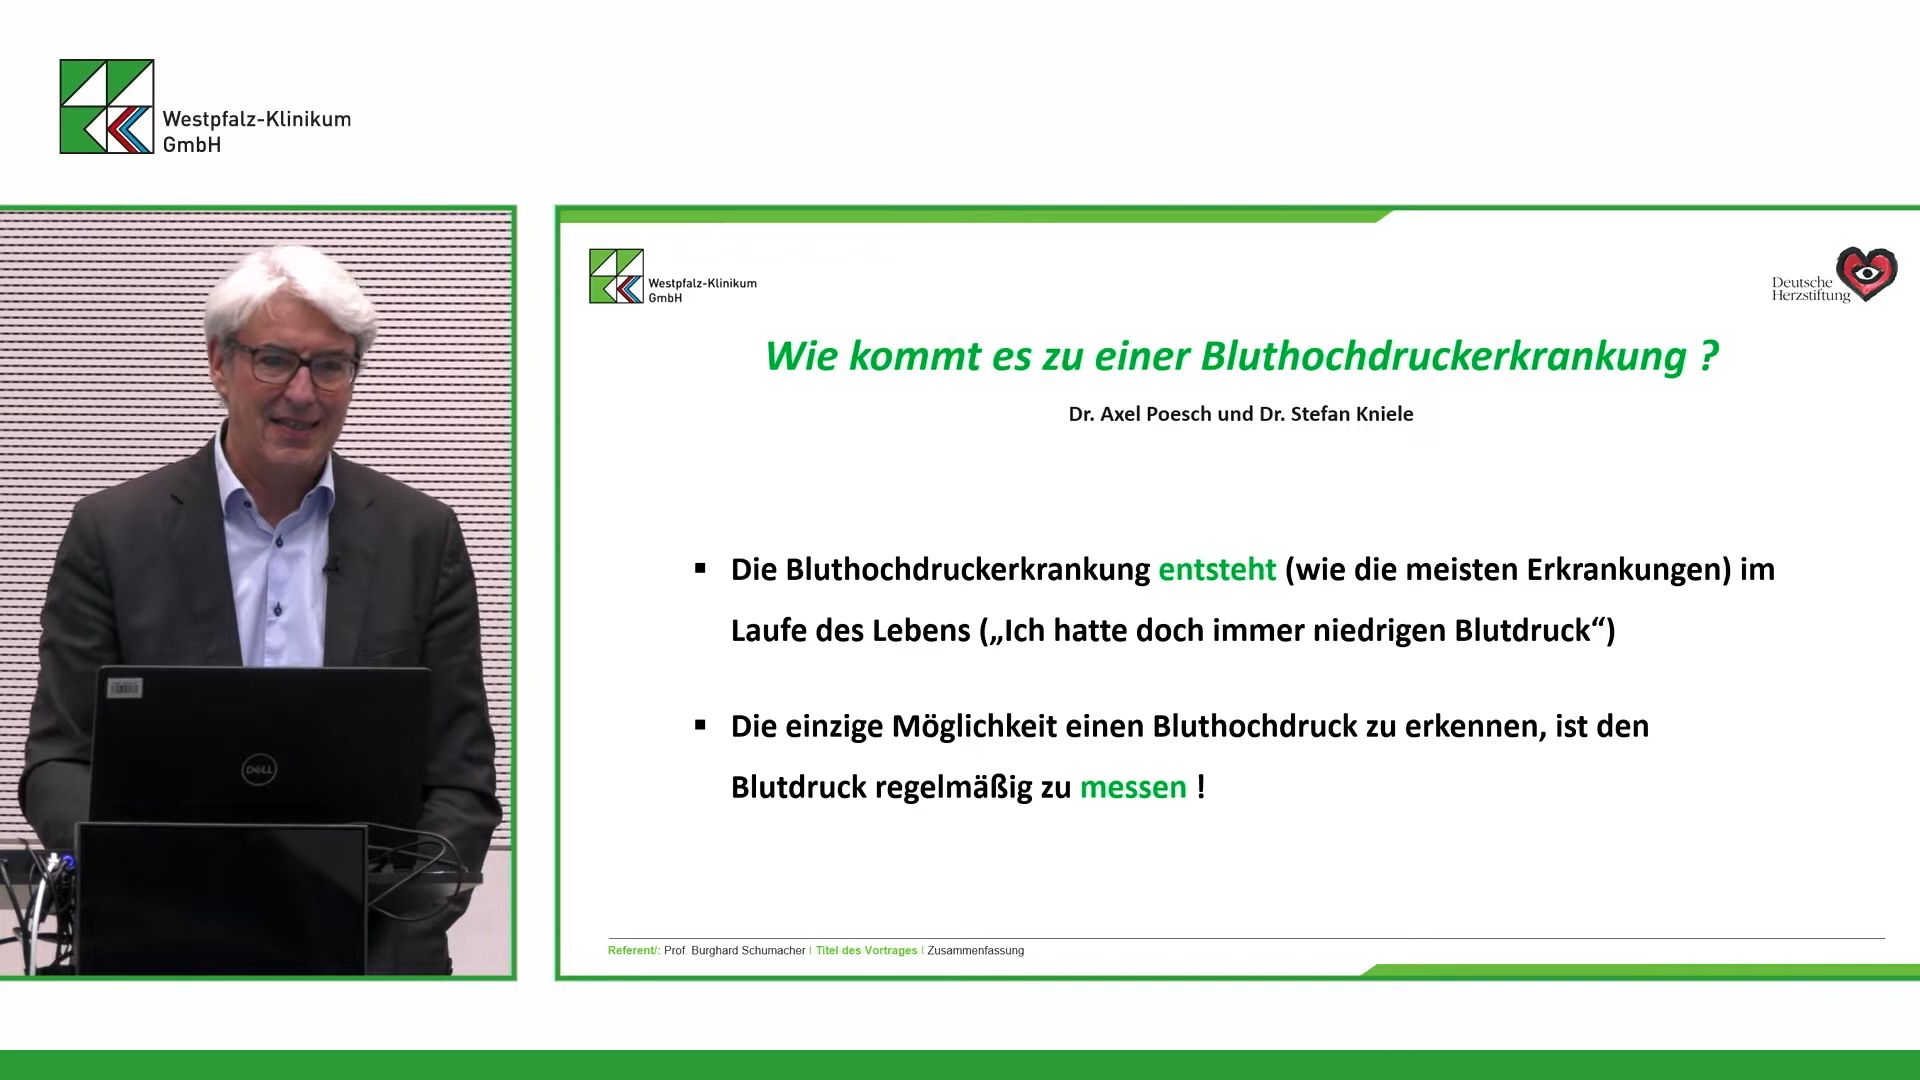 Westpfalz-Klinikum
GmbH
Westpfalz-Klinikum
GmbH
Deutsche
Herzstiftung
Wie kommt es zu einer Bluthochdruckerkrankung ?
Dr. Axel Poesch und Dr. Stefan Kniele
▪ Die Bluthochdruckerkrankung entsteht (wie die meisten Erkrankungen) im
Laufe des Lebens („Ich hatte doch immer niedrigen Blutdruck“)
▪ Die einzige Möglichkeit einen Bluthochdruck zu erkennen, ist den
Blutdruck regelmäßig zu messen !
Referent/: Prof. Burghard Schumacher I Titel des Vortrages I Zusammenfassung
DELL